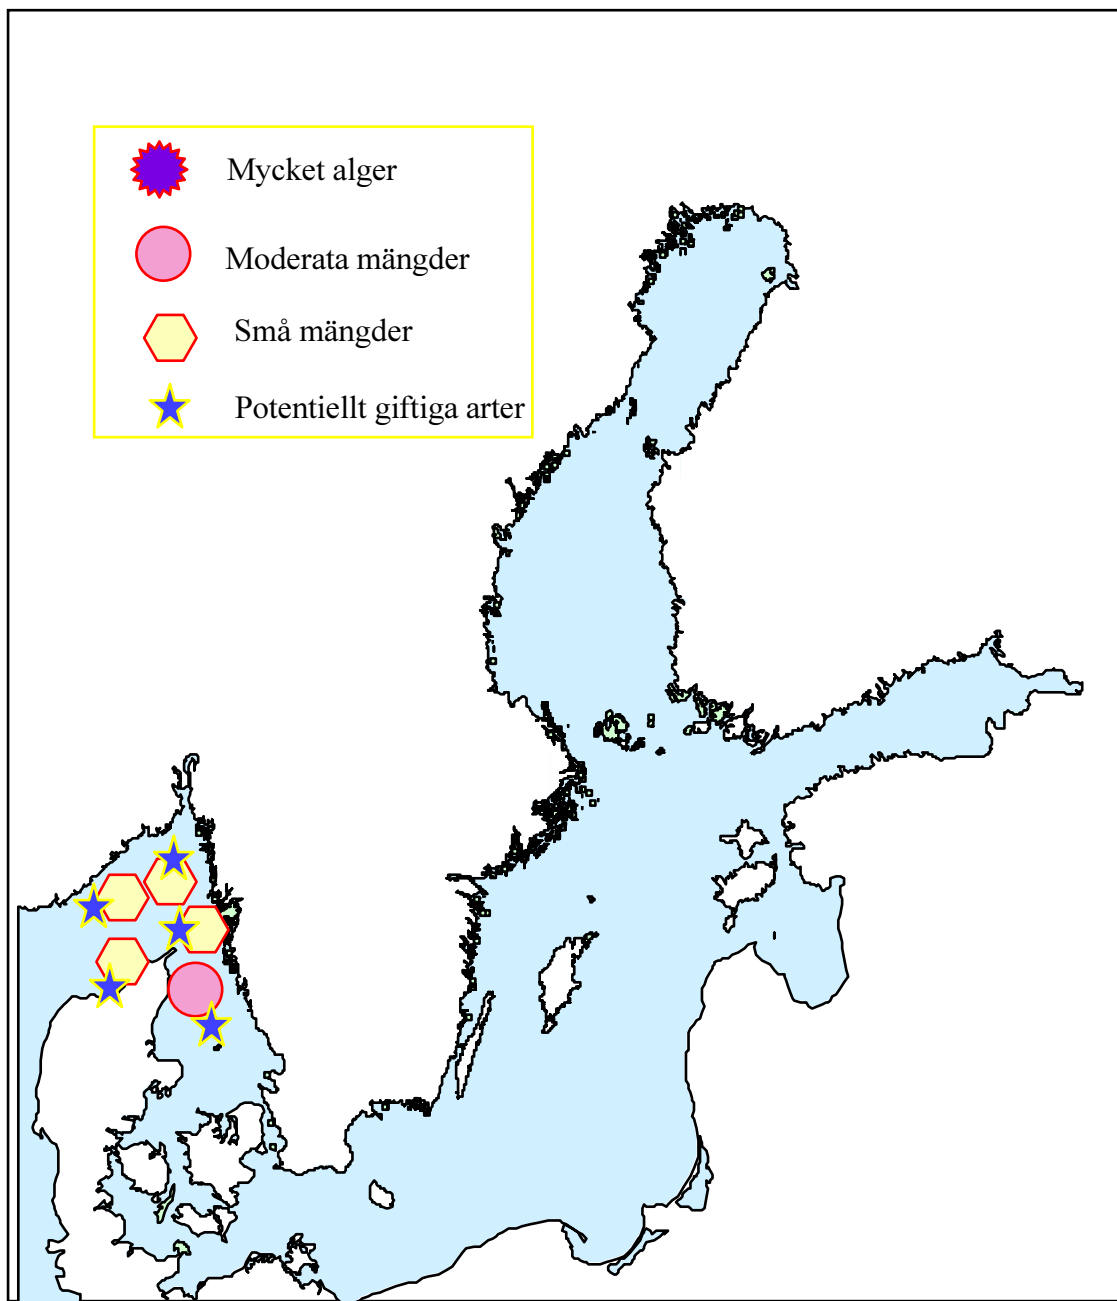 Mycket alger
Moderata mängder
Små mängder
Potentiellt giftiga arter